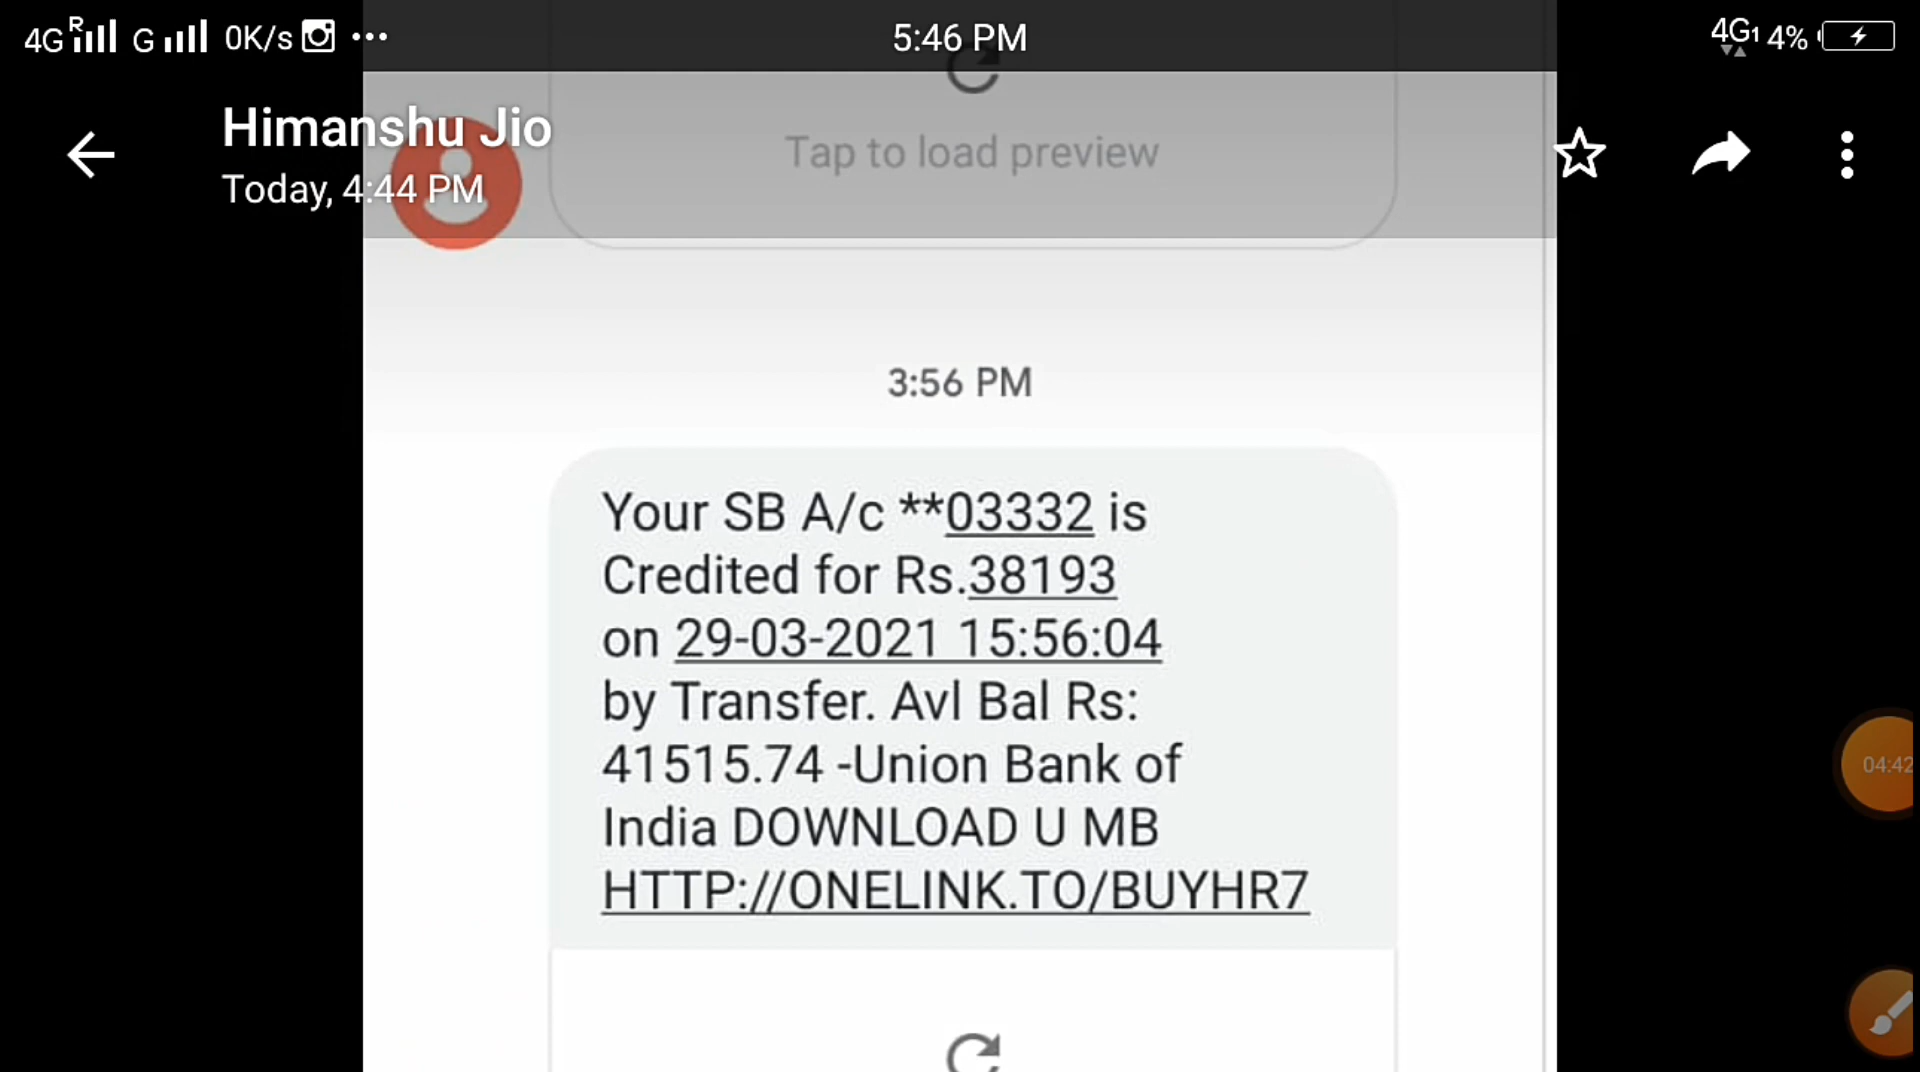 4G R G 0K/s 5:46 PM 4G1 4%
Himanshu Jio
Today, 4:44 PM
Tap to load preview
3:56 PM
Your SB A/c **03332 is
Credited for Rs.38193
on 29-03-2021 15:56:04
by Transfer. Avl Bal Rs:
41515.74 -Union Bank of
India DOWNLOAD U MB
HTTP://ONELINK.TO/BUYHR7
04:42